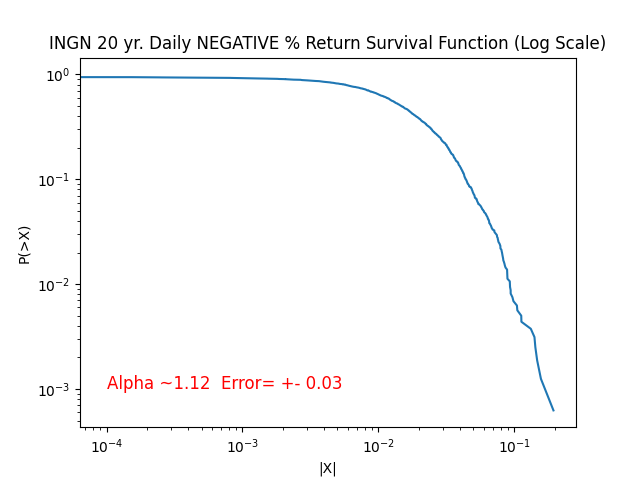 INGN 20 yr. Daily NEGATIVE % Return Survival Function (Log Scale)
10⁰
10⁻¹
10⁻²
10⁻³
P(>X)
Alpha ~1.12  Error= +- 0.03
10⁻⁴ 10⁻³ 10⁻² 10⁻¹
|X|